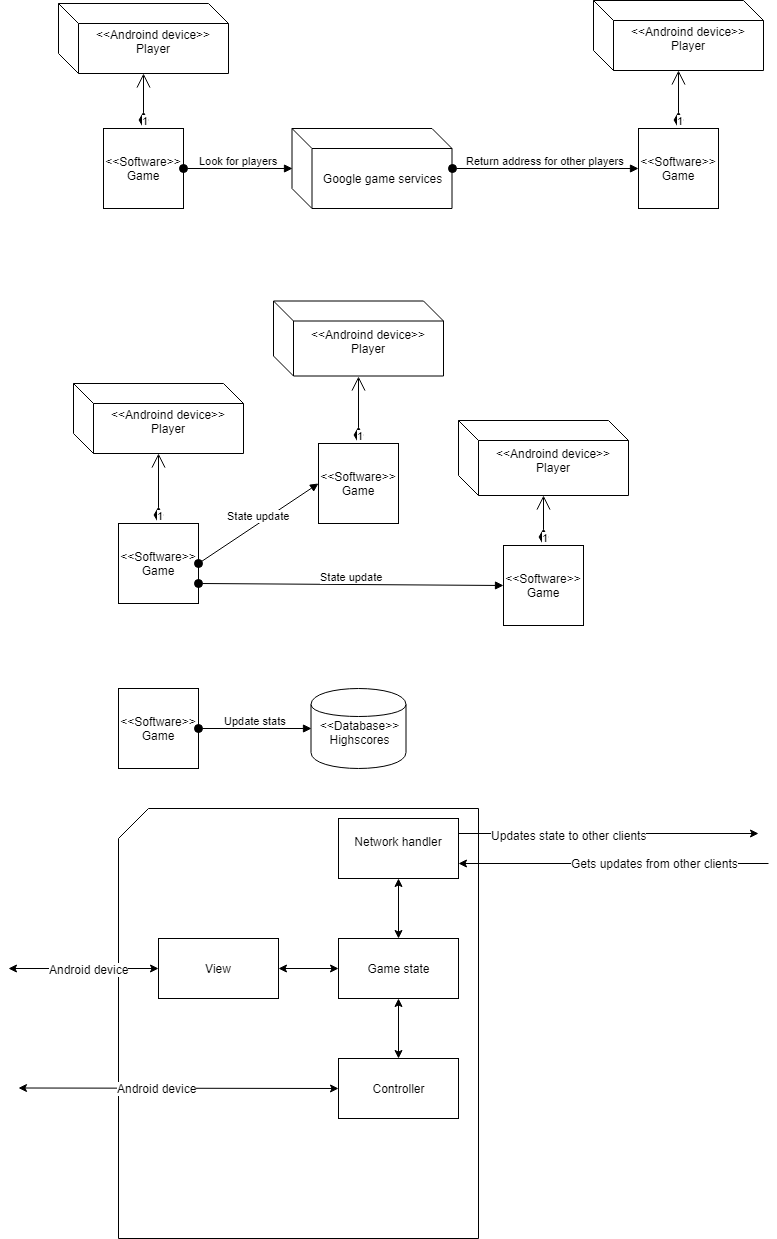 <<Androind device>>
Player
<<Androind device>>
Player
1
1
<<Software>>
Game
Look for players
Google game services
Return address for other players
<<Software>>
Game
<<Androind device>>
Player
<<Androind device>>
Player
<<Androind device>>
Player
1
<<Software>>
Game
State update
1
1
<<Software>>
Game
State update
<<Software>>
Game
<<Software>>
Game
Update stats
<<Database>>
Highscores
Network handler
Updates state to other clients
Gets updates from other clients
Android device
View
Game state
Android device
Controller